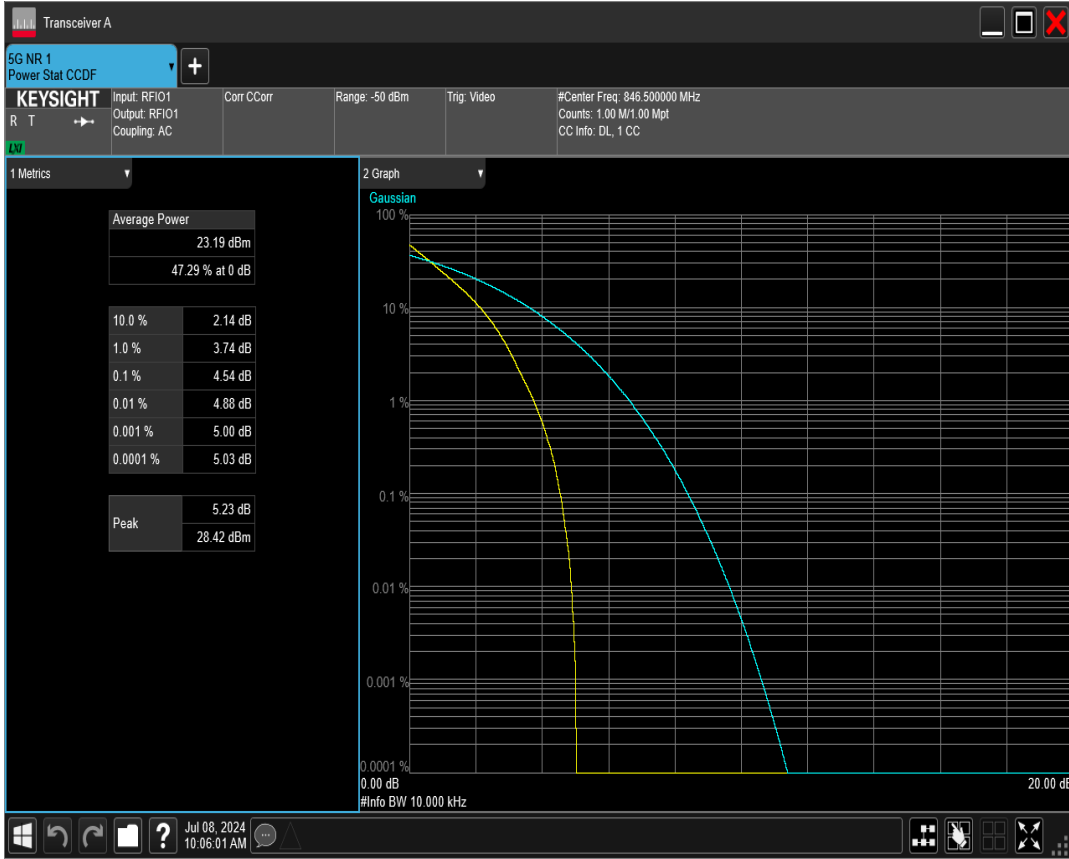 Transceiver A
5G NR 1
Power Stat CCDF
+
KEYSIGHT
R T
LXI
Input: RFIO1
Output: RFIO1
Coupling: AC
Corr CCorr
Range: -50 dBm
Trig: Video
#Center Freq: 846.500000 MHz
Counts: 1.00 M/1.00 Mpt
CC Info: DL, 1 CC
1 Metrics
Average Power
23.19 dBm
47.29 % at 0 dB
10.0 % 2.14 dB
1.0 % 3.74 dB
0.1 % 4.54 dB
0.01 % 4.88 dB
0.001 % 5.00 dB
0.0001 % 5.03 dB
Peak
5.23 dB
28.42 dBm
2 Graph
Gaussian
100 %
10 %
1 %
0.1 %
0.01 %
0.001 %
0.0001 %
0.00 dB 20.00 dB
#Info BW 10.000 kHz
?
Jul 08, 2024
10:06:01 AM